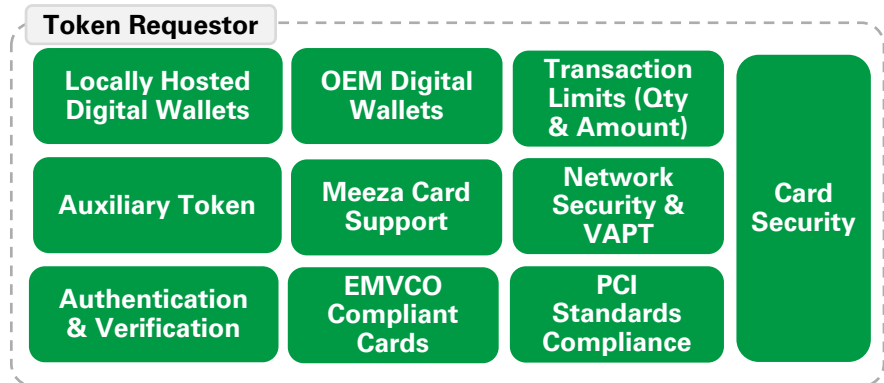 Token Requestor
Locally Hosted
Digital Wallets
OEM Digital
Wallets
Transaction
Limits (Qty
& Amount)
Auxiliary Token
Meeza Card
Support
Network
Security &
VAPT
Card
Security
Authentication
& Verification
EMVCO
Compliant
Cards
PCI
Standards
Compliance